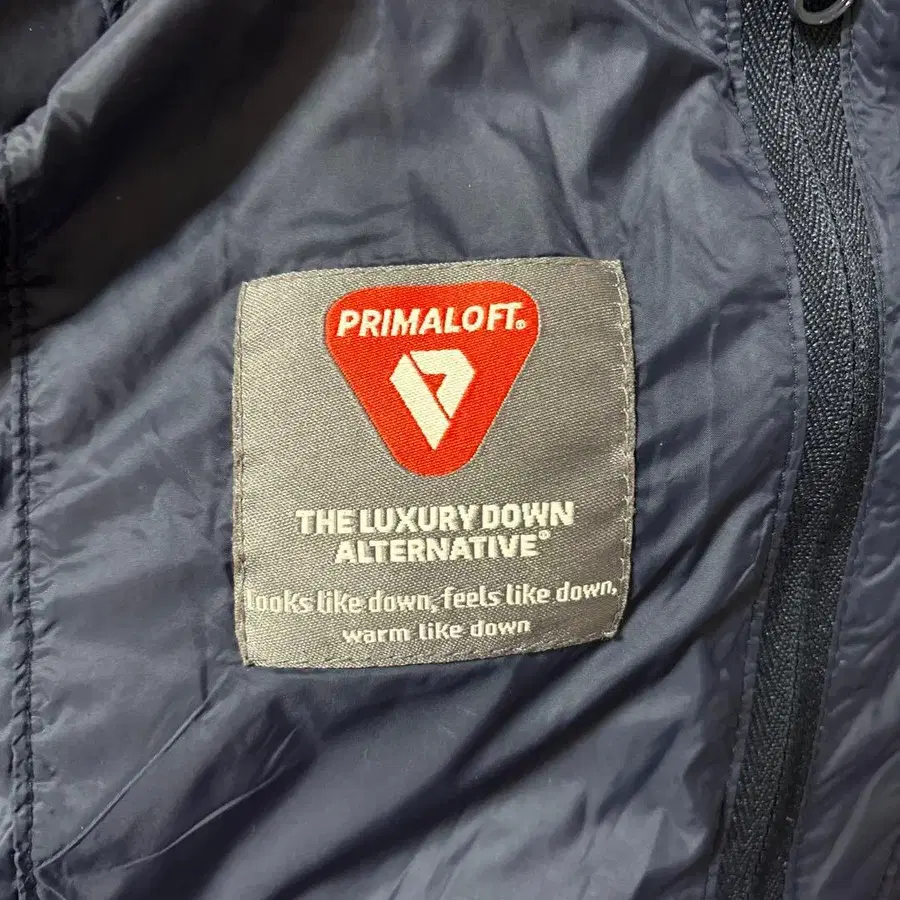 PRIMALOFT®
THE LUXURY DOWN
ALTERNATIVE®
Looks like down, feels like down,
warm like down